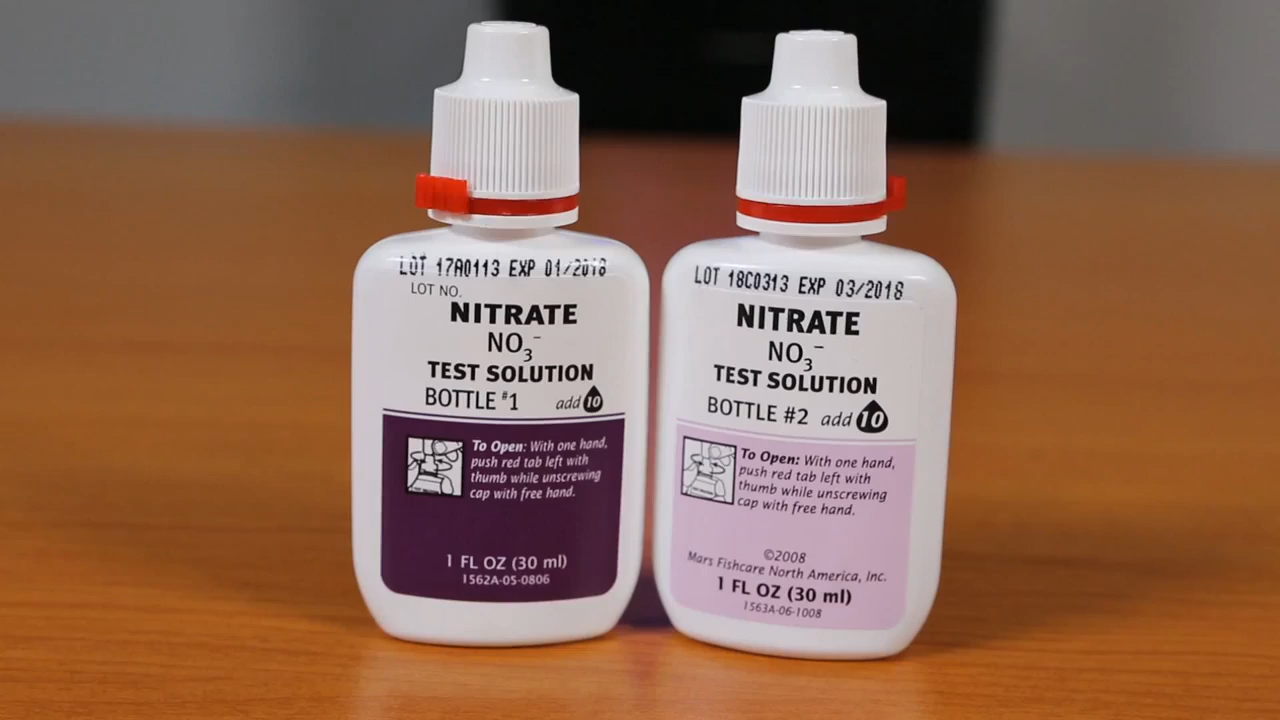 LOT 17A0113 EXP 01/2018
LOT NO.
NITRATE
NO₃⁻
TEST SOLUTION
BOTTLE #1 add 10
To Open: With one hand,
push red tab left with
thumb while unscrewing
cap with free hand.
1 FL OZ (30 ml)
1562A-05-0806
LOT 18C0313 EXP 03/2018
NITRATE
NO₃⁻
TEST SOLUTION
BOTTLE #2 add 10
To Open: With one hand,
push red tab left with
thumb while unscrewing
cap with free hand.
©2008
Mars Fishcare North America, Inc.
1 FL OZ (30 ml)
1563A-06-1008